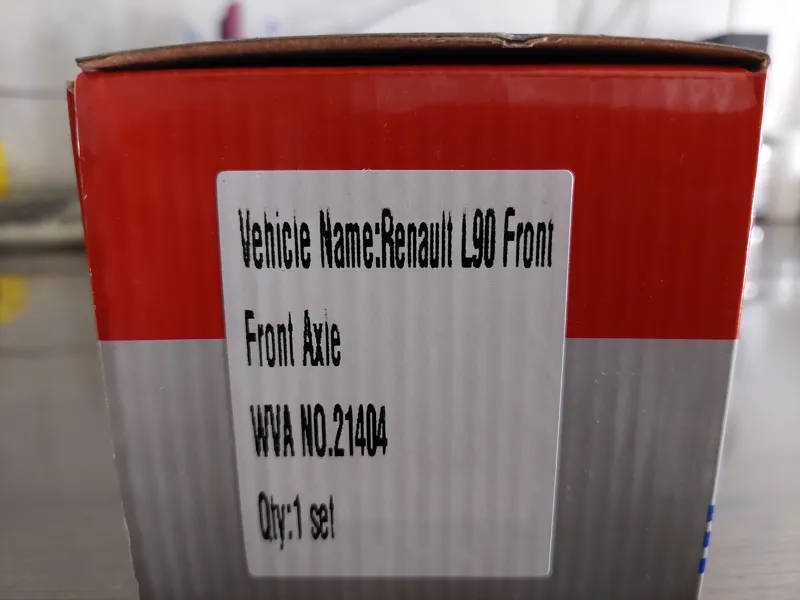 Vehicle Name:Renault L90 Front
Front Axle
WVA NO.21404
Qty:1 set